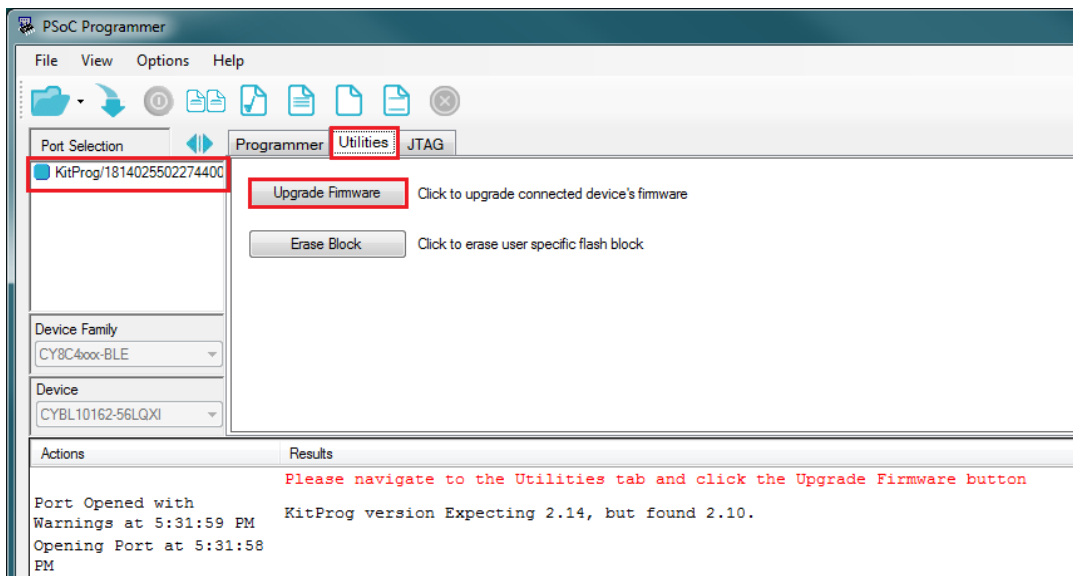 PSoC Programmer
File View Options Help
Port Selection
Programmer Utilities JTAG
KitProg/1814025502274400
Upgrade Firmware Click to upgrade connected device's firmware
Erase Block Click to erase user specific flash block
Device Family
CY8C4xxx-BLE
Device
CYBL10162-56LQXI
Actions Results
Please navigate to the Utilities tab and click the Upgrade Firmware button
Port Opened with
Warnings at 5:31:59 PM
KitProg version Expecting 2.14, but found 2.10.
Opening Port at 5:31:58
PM